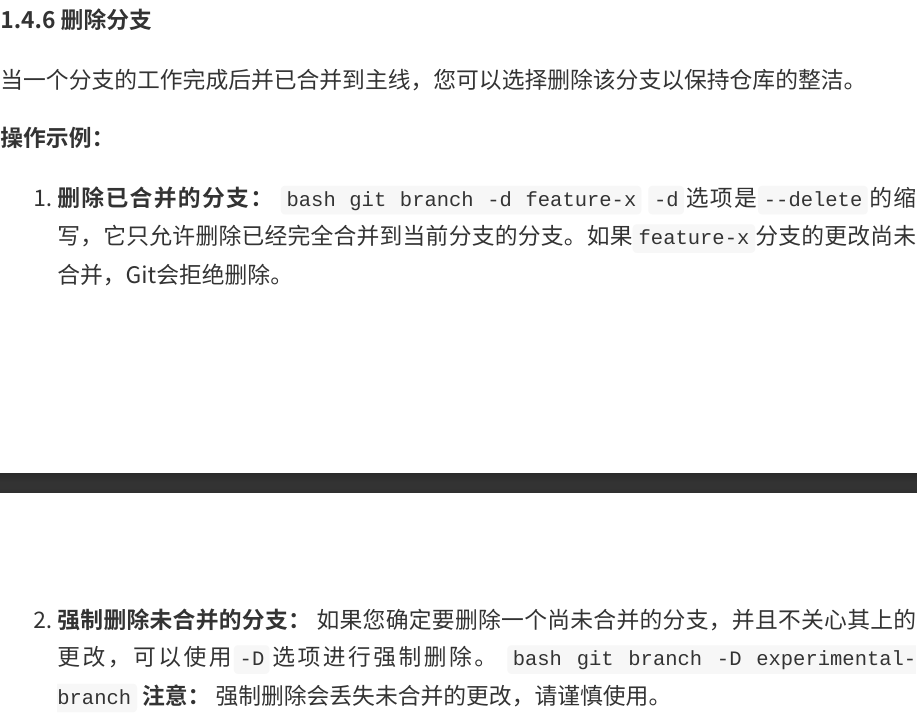 1.4.6 删除分支
当一个分支的工作完成后并已合并到主线，您可以选择删除该分支以保持仓库的整洁。
操作示例：
1. 删除已合并的分支： bash git branch -d feature-x -d 选项是 --delete 的缩
写，它只允许删除已经完全合并到当前分支的分支。如果 feature-x 分支的更改尚未
合并，Git会拒绝删除。
2. 强制删除未合并的分支： 如果您确定要删除一个尚未合并的分支，并且不关心其上的
更改，可以使用 -D 选项进行强制删除。 bash git branch -D experimental-
branch 注意： 强制删除会丢失未合并的更改，请谨慎使用。